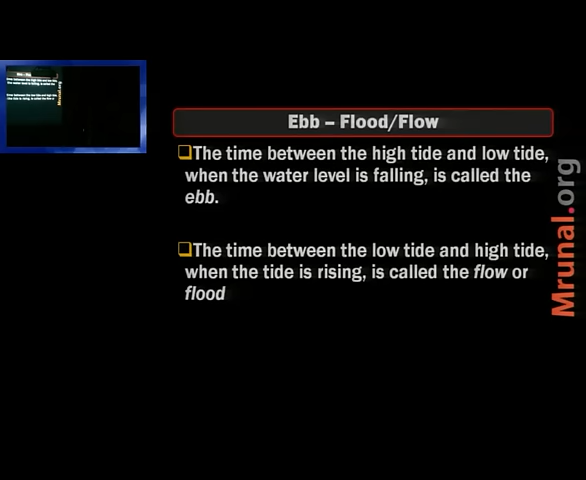 Ebb – Flood/Flow
❑The time between the high tide and low tide,
when the water level is falling, is called the
ebb.
❑The time between the low tide and high tide,
when the tide is rising, is called the flow or
flood
Mrunal.org
Mrunal.org